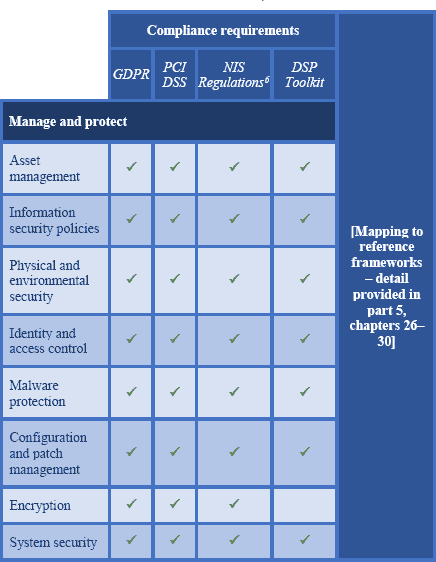 Compliance requirements
GDPR PCI DSS NIS Regulations6 DSP Toolkit
Manage and protect
Asset
management ✓ ✓ ✓ ✓
Information
security policies ✓ ✓ ✓ ✓
Physical and
environmental
security ✓ ✓ ✓ ✓
Identity and
access control ✓ ✓ ✓ ✓
Malware
protection ✓ ✓ ✓ ✓
Configuration
and patch
management ✓ ✓ ✓ ✓
Encryption ✓ ✓ ✓
System security ✓ ✓ ✓ ✓
[Mapping to
reference
frameworks
– detail
provided in
part 5,
chapters 26–
30]